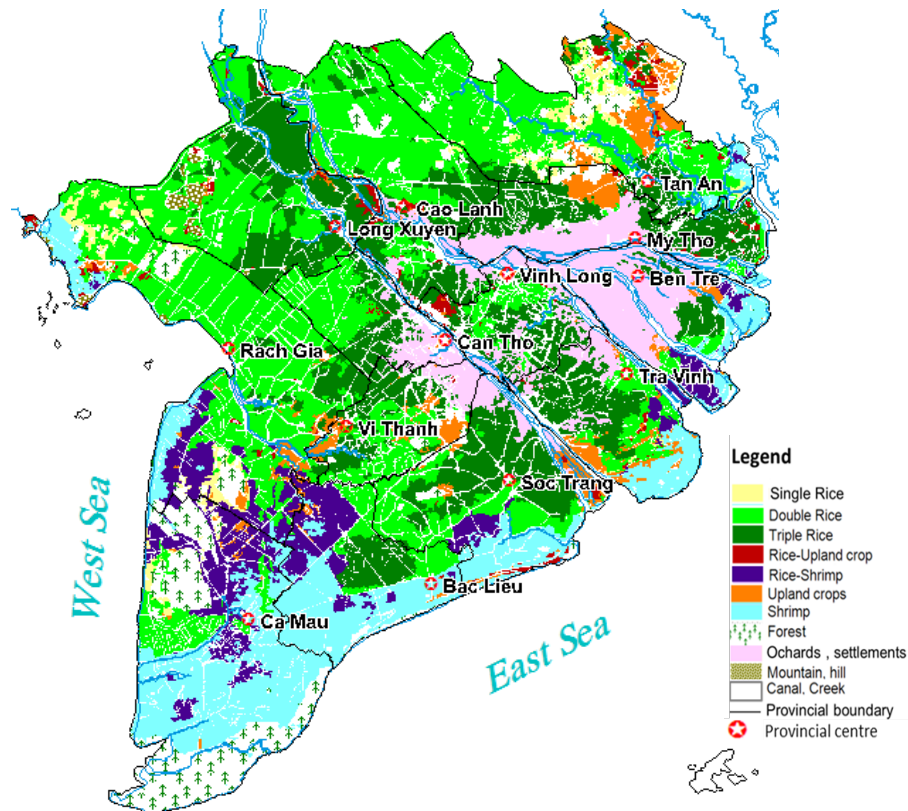 Tan An
Cao Lanh
Long Xuyen
My Tho
Vinh Long
Ben Tre
Rach Gia
Can Tho
Tra Vinh
Vi Thanh
Soc Trang
West Sea
Bac Lieu
Ca Mau
East Sea
Legend
Single Rice
Double Rice
Triple Rice
Rice-Upland crop
Rice-Shrimp
Upland crops
Shrimp
Forest
Ochards , settlements
Mountain, hill
Canal, Creek
Provincial boundary
Provincial centre